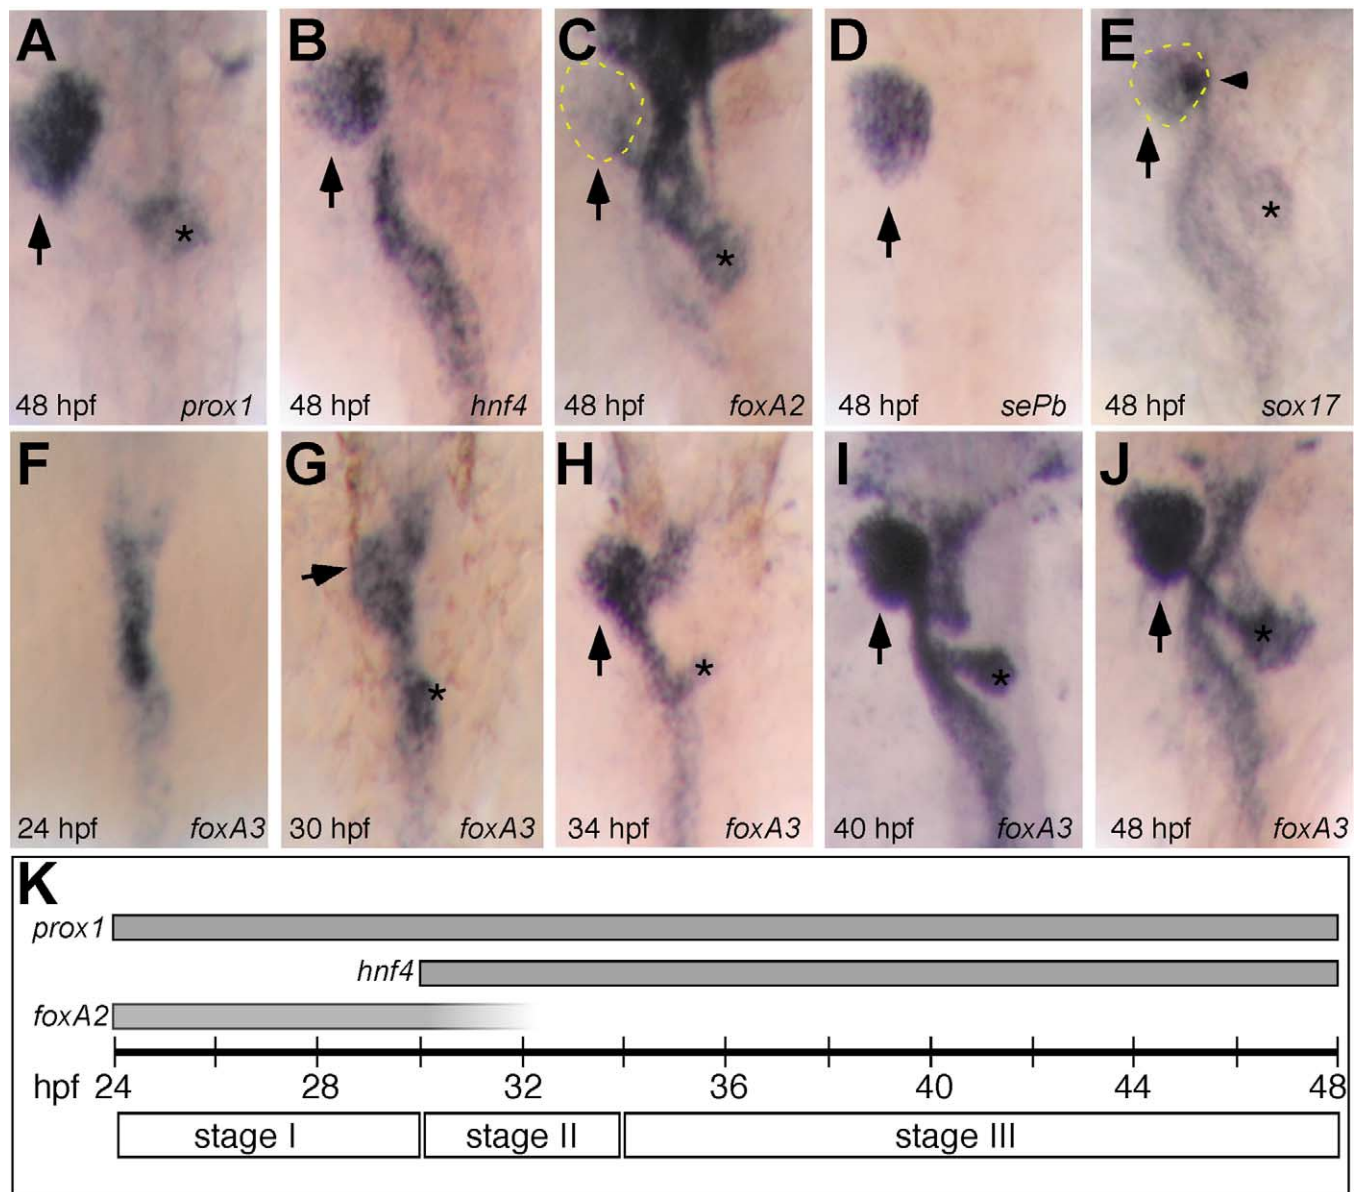 A B C D E
* * *
48 hpf prox1 48 hpf hnf4 48 hpf foxA2 48 hpf sePb 48 hpf sox17
F G H I J
* * * *
24 hpf foxA3 30 hpf foxA3 34 hpf foxA3 40 hpf foxA3 48 hpf foxA3
K
prox1
hnf4
foxA2
hpf 24 28 32 36 40 44 48
stage I stage II stage III